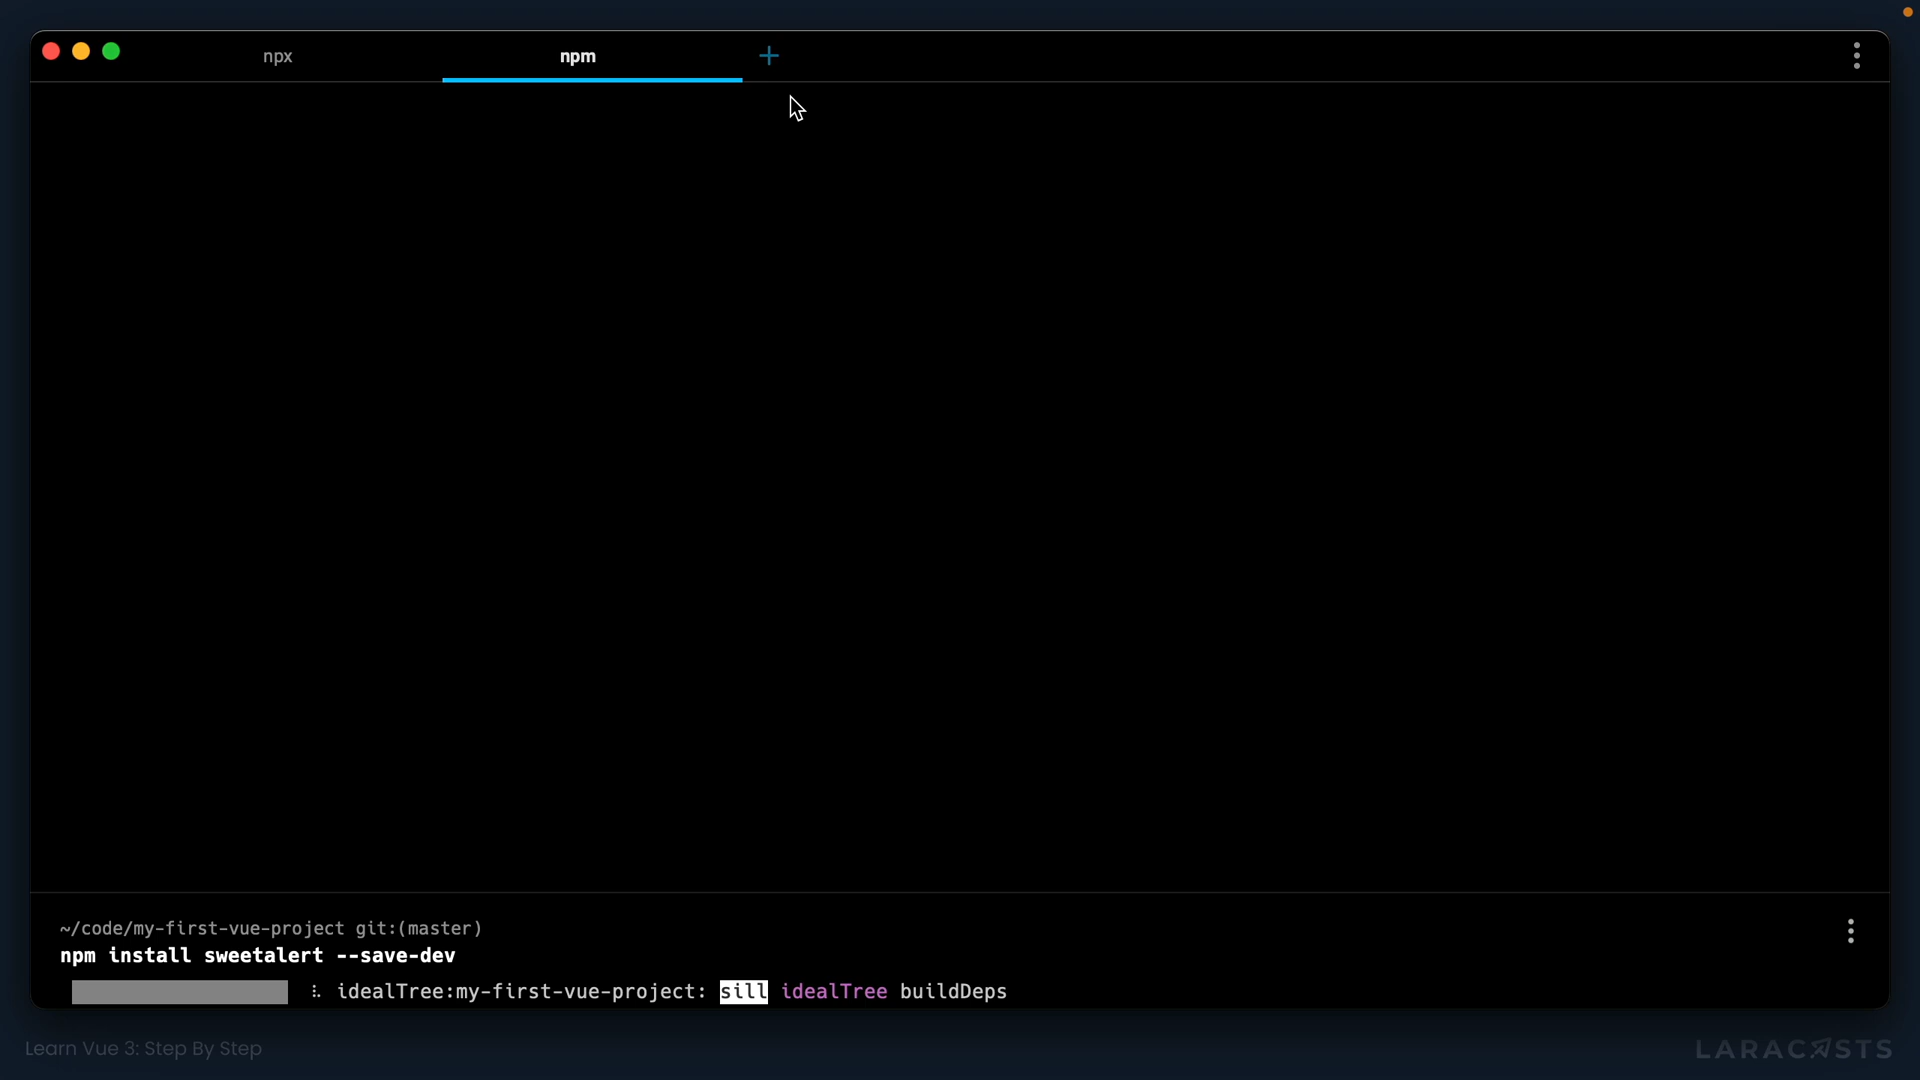 npx
npm
~/code/my-first-vue-project git:(master)
npm install sweetalert --save-dev
⠧ idealTree:my-first-vue-project: sill idealTree buildDeps
Learn Vue 3: Step By Step
LARACASTS